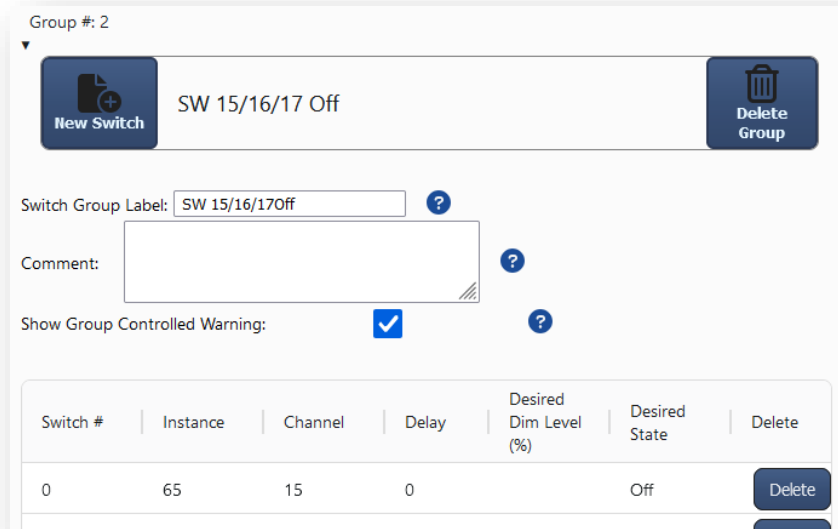 Group #: 2
▼
New Switch
SW 15/16/17 Off
Delete
Group
Switch Group Label: SW 15/16/17Off ?
Comment: ?
Show Group Controlled Warning: ?
Switch # Instance Channel Delay Desired Dim Level (%) Desired State Delete
0 65 15 0 Off Delete